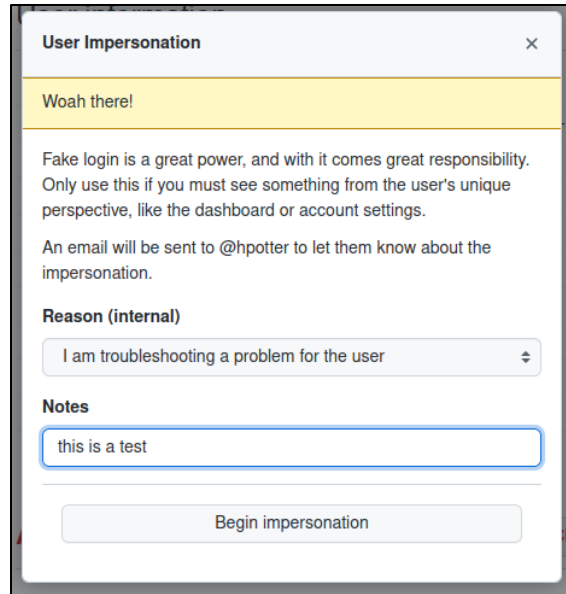 User information
User Impersonation
×
Woah there!
Fake login is a great power, and with it comes great responsibility.
Only use this if you must see something from the user's unique
perspective, like the dashboard or account settings.
An email will be sent to @hpotter to let them know about the
impersonation.
Reason (internal)
I am troubleshooting a problem for the user
Notes
this is a test
Begin impersonation